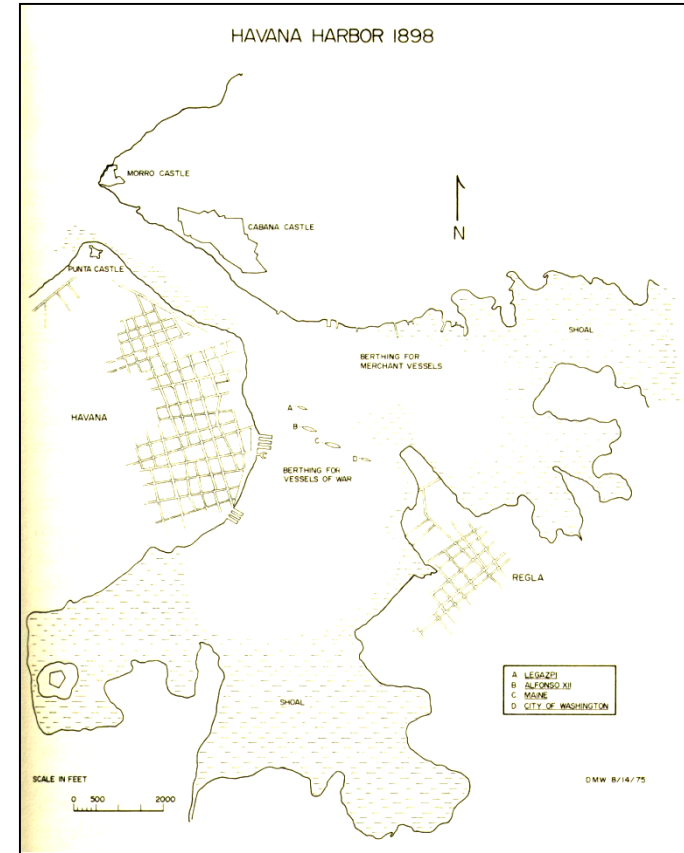 HAVANA HARBOR 1898
MORRO CASTLE
CABANA CASTLE
N
PUNTA CASTLE
SHOAL
BERTHING FOR
MERCHANT VESSELS
A
HAVANA
B
C
D
BERTHING FOR
VESSELS OF WAR
REGLA
A LEGAZPI
B ALFONSO XII
C MAINE
D CITY OF WASHINGTON
SHOAL
SCALE IN FEET
DMW 8/14/75
0 500 2000